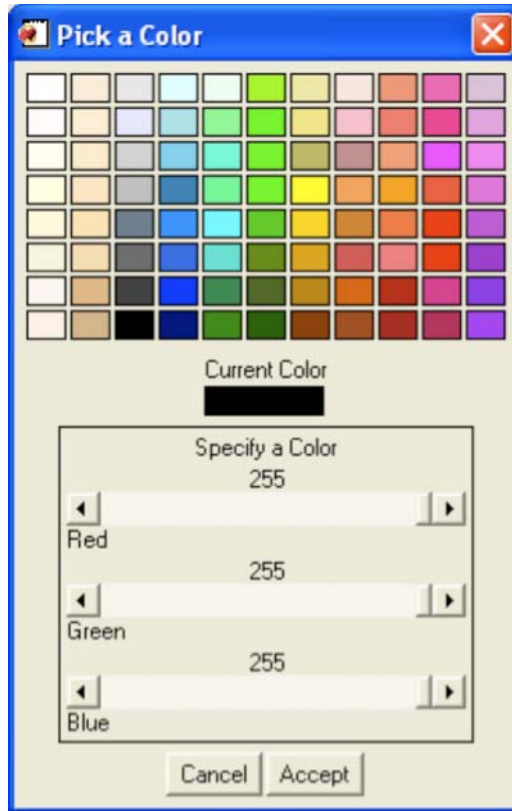 Pick a Color
Current Color
Specify a Color
255
Red
255
Green
255
Blue
Cancel Accept